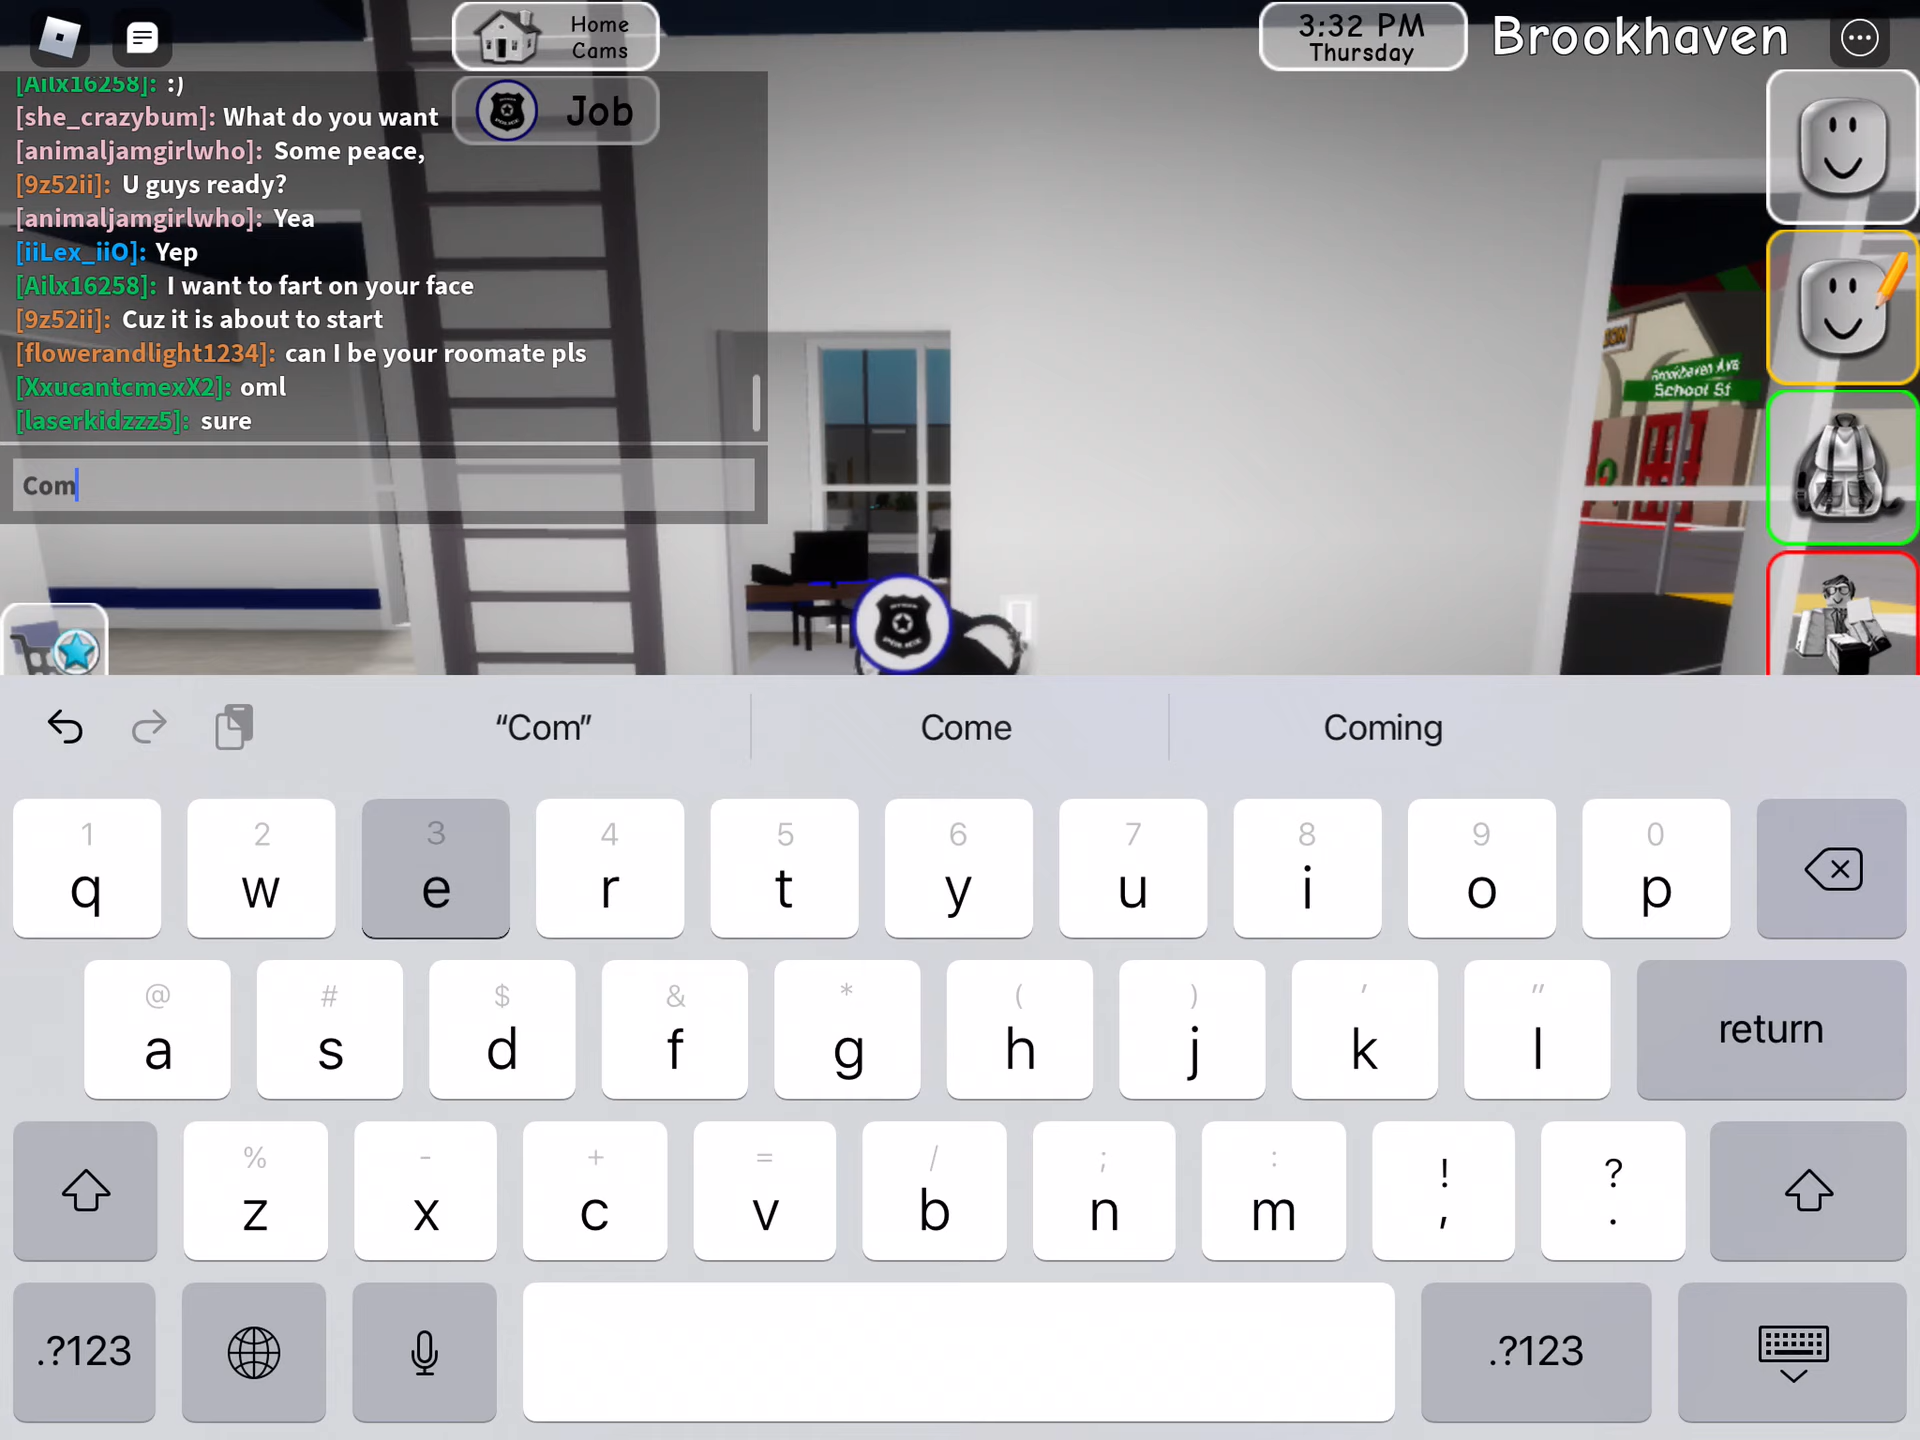 Home
Cams
3:32 PM
Thursday
Brookhaven
Job
[Ailx16258]: :)
[she_crazybum]: What do you want
[animaljamgirlwho]: Some peace,
[9z52ii]: U guys ready?
[animaljamgirlwho]: Yea
[iiLex_iiO]: Yep
[Ailx16258]: I want to fart on your face
[9z52ii]: Cuz it is about to start
[flowerandlight1234]: can I be your roomate pls
[XxucantcmexX2]: oml
[laserkidzzz5]: sure
Com
Brookhaven Ave
School St
POLICE
“Com” Come Coming
1 2 3 4 5 6 7 8 9 0
q w e r t y u i o p
@ # $ & * ( ) ' "
a s d f g h j k l return
% - + = / ; : ! ?
z x c v b n m , .
.?123 .?123